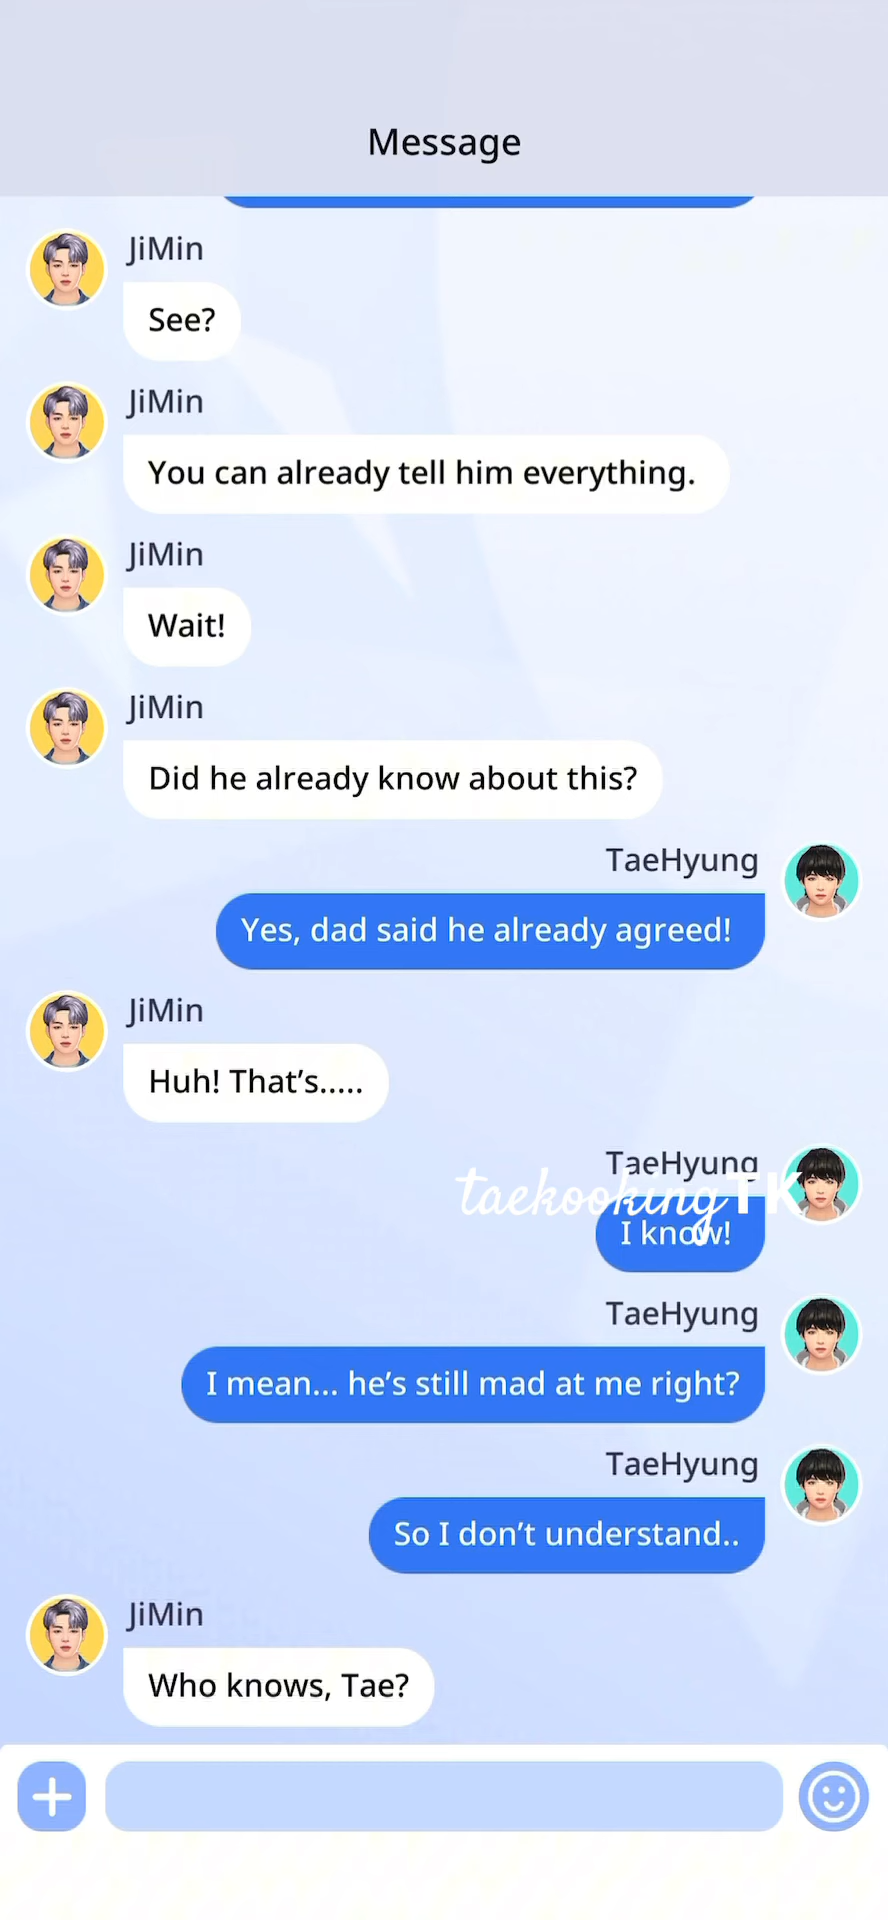 Message
JiMin
See?
JiMin
You can already tell him everything.
JiMin
Wait!
JiMin
Did he already know about this?
TaeHyung
Yes, dad said he already agreed!
JiMin
Huh! That’s.....
TaeHyung
taekookingTK
I know!
TaeHyung
I mean... he’s still mad at me right?
TaeHyung
So I don’t understand..
JiMin
Who knows, Tae?